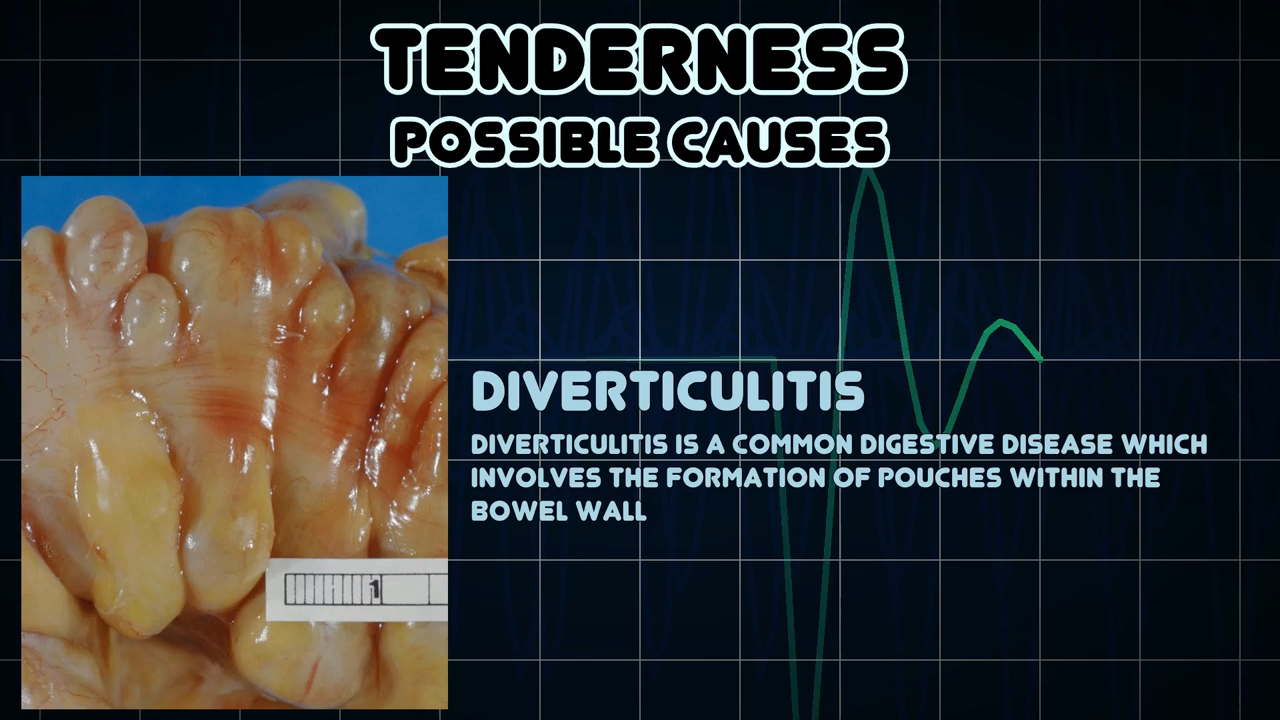 TENDERNESS
POSSIBLE CAUSES
DIVERTICULITIS
DIVERTICULITIS IS A COMMON DIGESTIVE DISEASE WHICH
INVOLVES THE FORMATION OF POUCHES WITHIN THE
BOWEL WALL
1